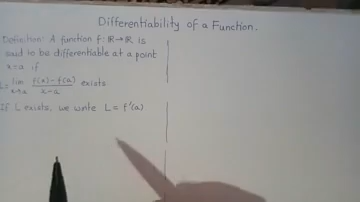 Differentiability of a Function.
Definition: A function f: ℝ→ℝ is
said to be differentiable at a point
x=a if
L= lim x→a (f(x) - f(a))/(x-a) exists
If L exists, we write L = f'(a)